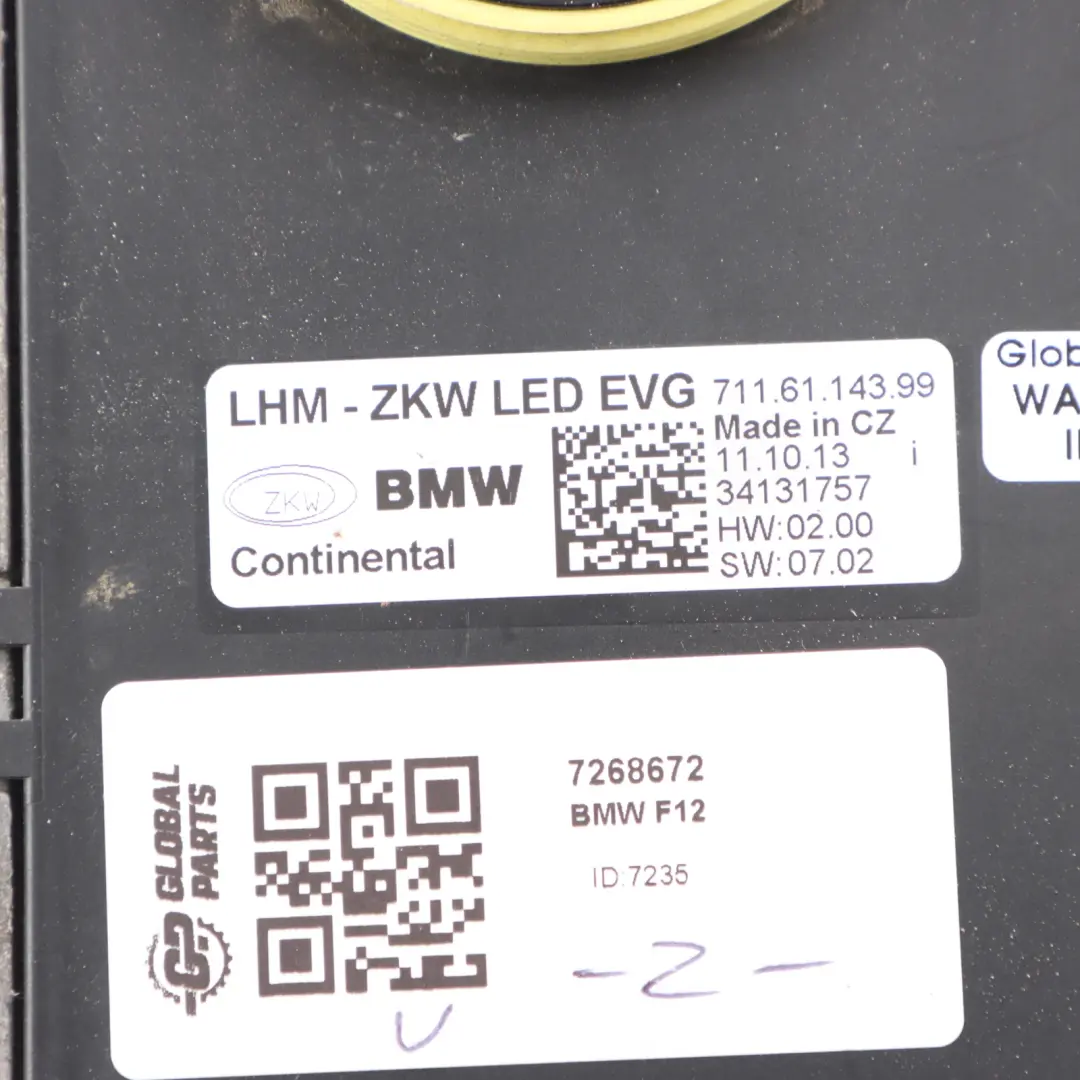 LHM - ZKW LED EVG 711.61.143.99
Made in CZ
11.10.13 i
34131757
HW:02.00
SW:07.02
ZKW
BMW
Continental
Glob
WA
GLOBAL
PARTS
7268672
BMW F12
ID:7235
- Z -
V